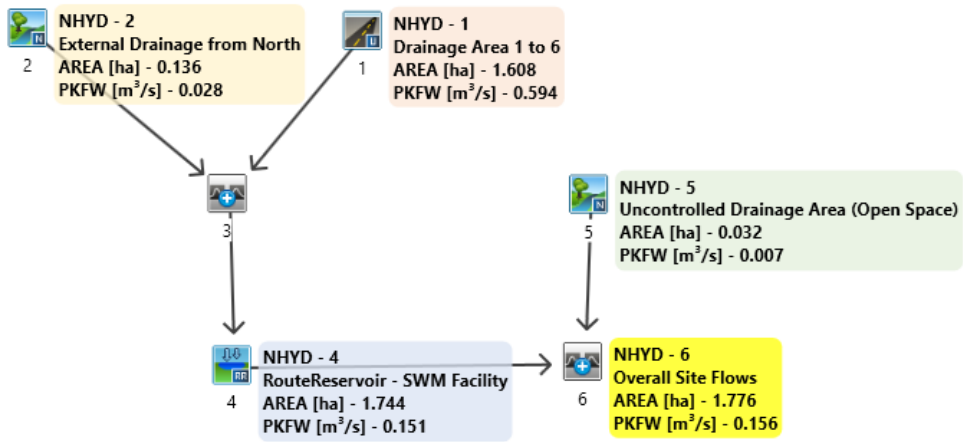 NHYD - 2
External Drainage from North
AREA [ha] - 0.136
PKFW [m³/s] - 0.028
N
2
NHYD - 1
Drainage Area 1 to 6
AREA [ha] - 1.608
PKFW [m³/s] - 0.594
U
1
3
NHYD - 5
Uncontrolled Drainage Area (Open Space)
AREA [ha] - 0.032
PKFW [m³/s] - 0.007
N
5
NHYD - 4
RouteReservoir - SWM Facility
AREA [ha] - 1.744
PKFW [m³/s] - 0.151
RR
4
NHYD - 6
Overall Site Flows
AREA [ha] - 1.776
PKFW [m³/s] - 0.156
6